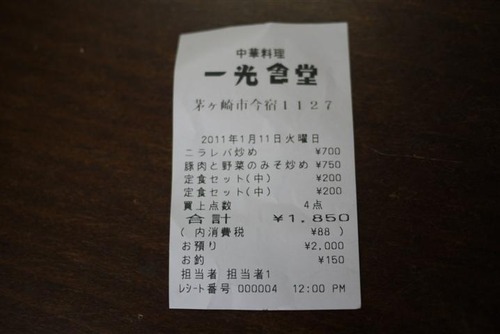 中華料理
一光食堂
茅ヶ崎市今宿1127
2011年1月11日火曜日
ニラレバ炒め ¥700
豚肉と野菜のみそ炒め ¥750
定食セット(中) ¥200
定食セット(中) ¥200
買上点数 4点
合計 ¥1,850
( 内消費税 ¥88 )
お預り ¥2,000
お釣 ¥150
担当者 担当者1
レシート番号 000004 12:00 PM